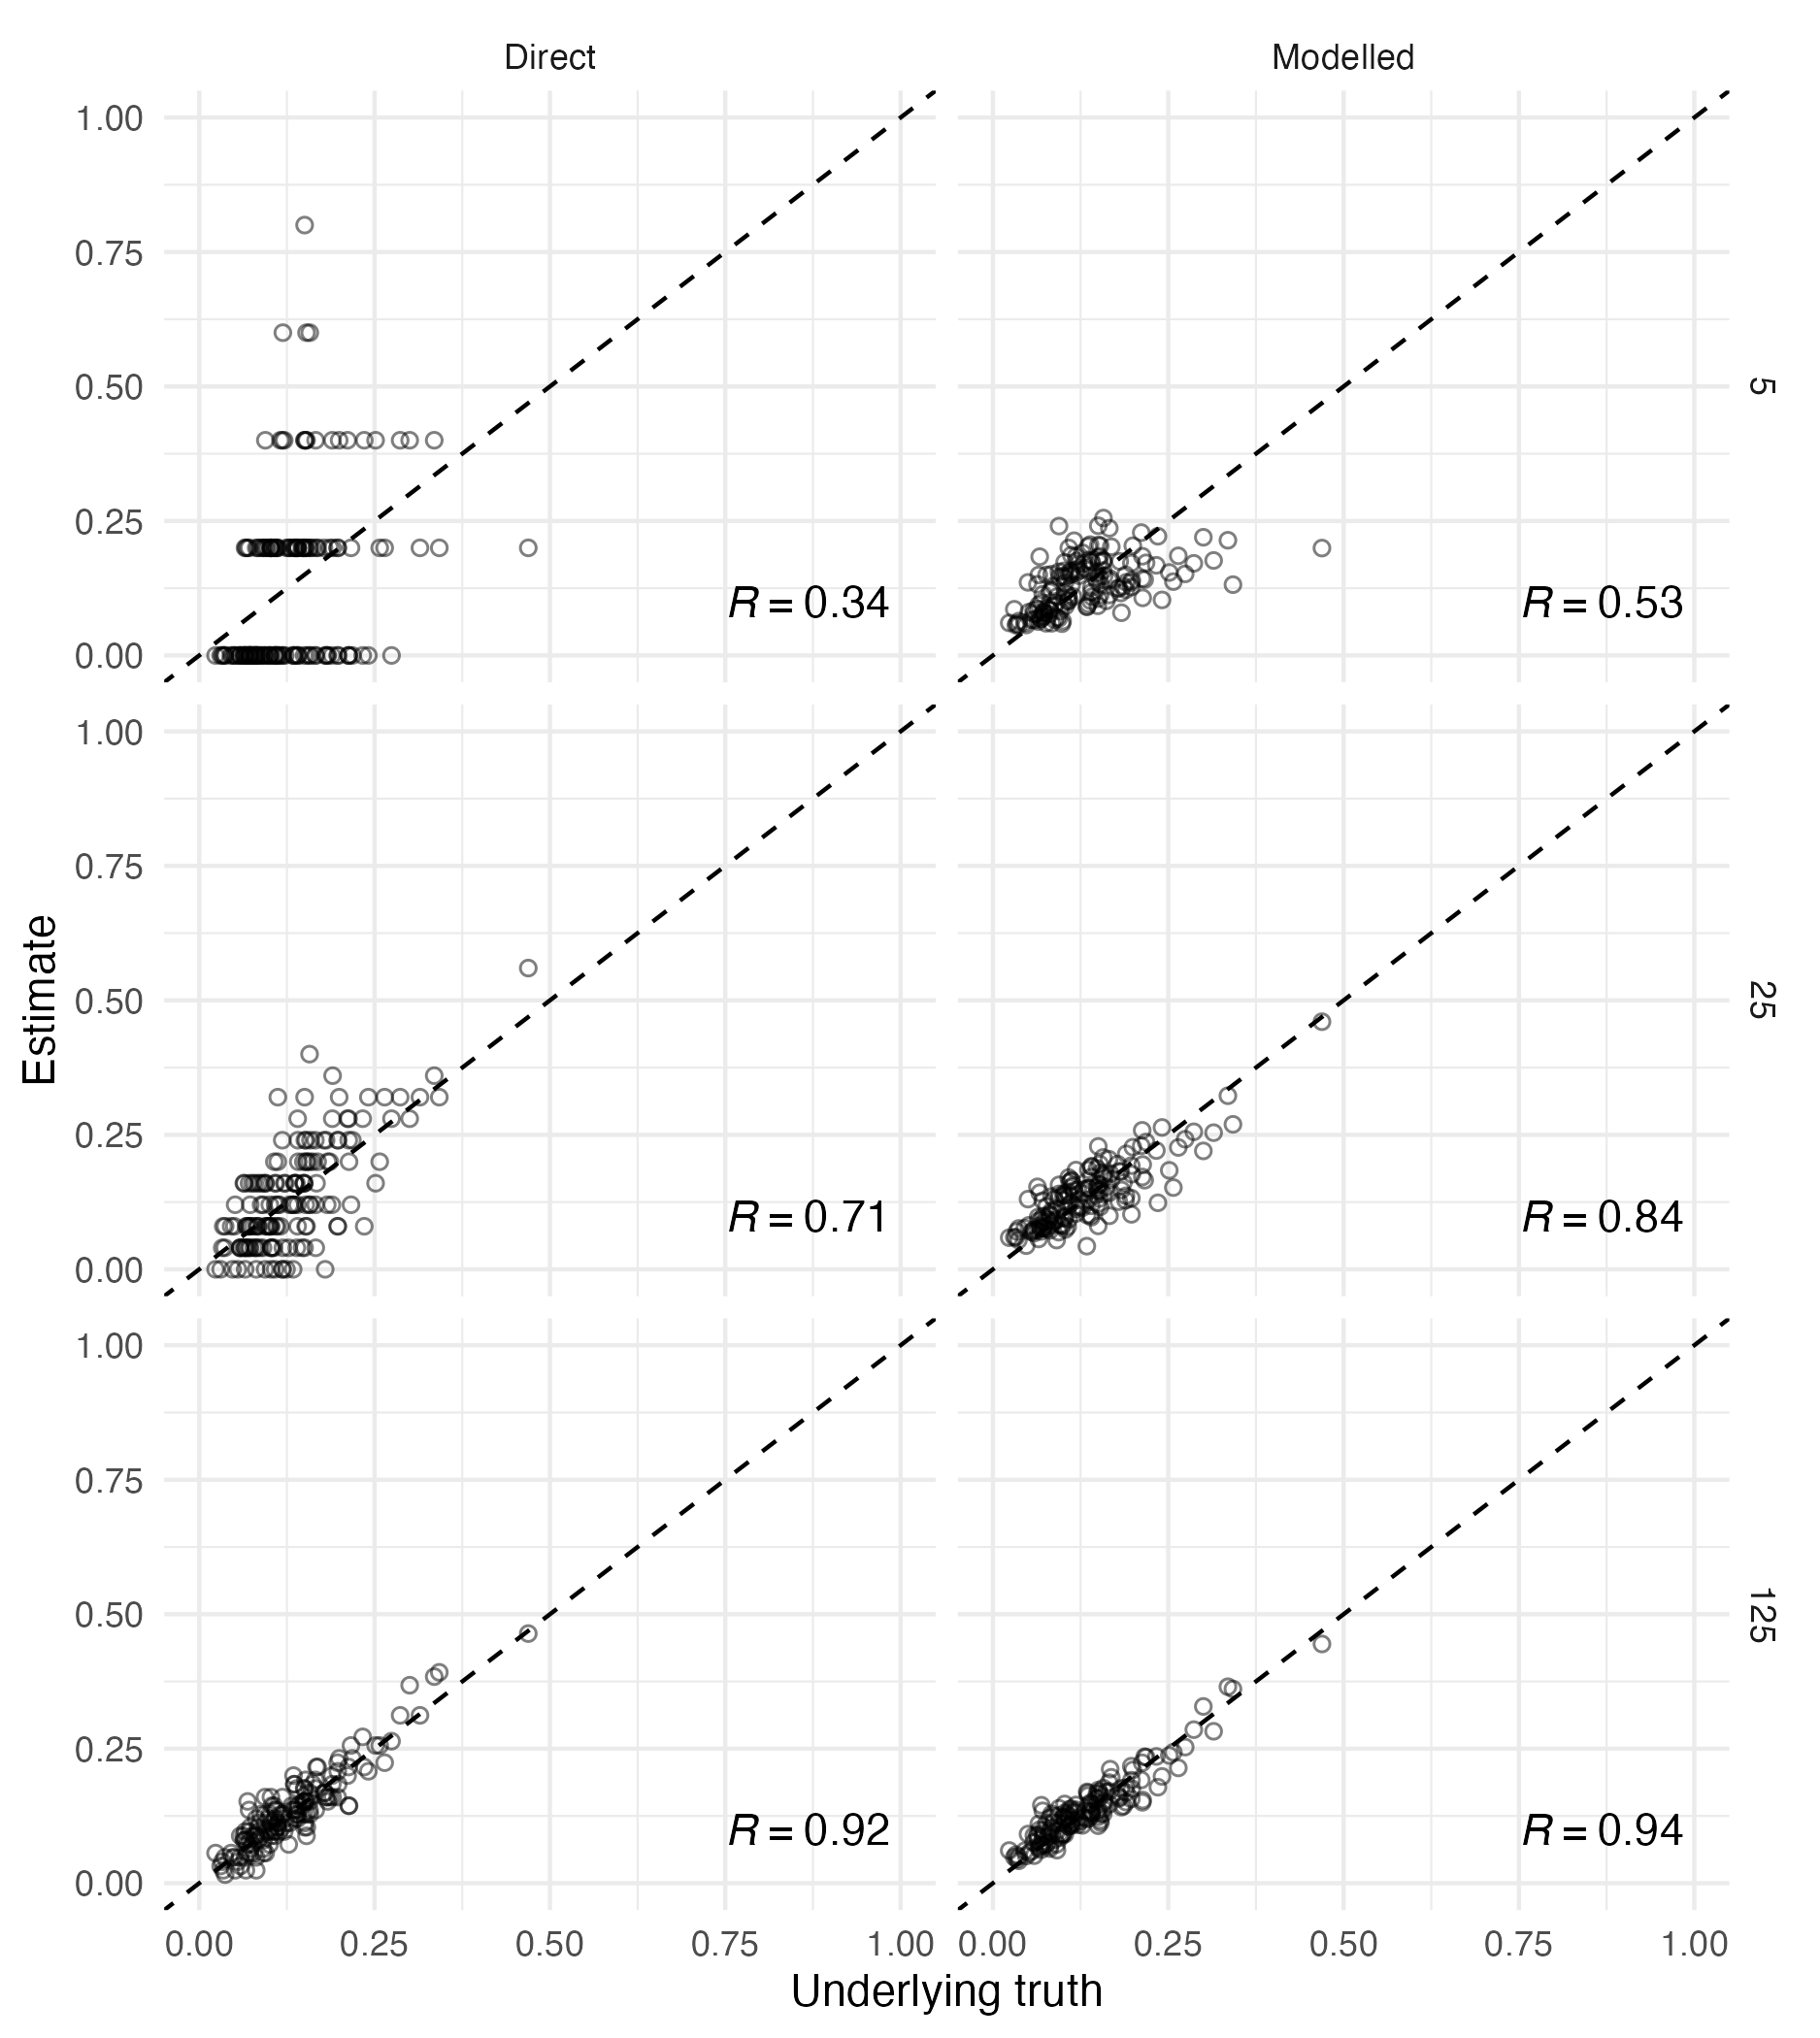 Direct
Modelled
1.00
0.75
0.50
0.25
0.00
R = 0.34
R = 0.53
5
1.00
0.75
0.50
0.25
0.00
R = 0.71
R = 0.84
25
Estimate
1.00
0.75
0.50
0.25
0.00
R = 0.92
R = 0.94
125
0.00 0.25 0.50 0.75 1.00
0.00 0.25 0.50 0.75 1.00
Underlying truth